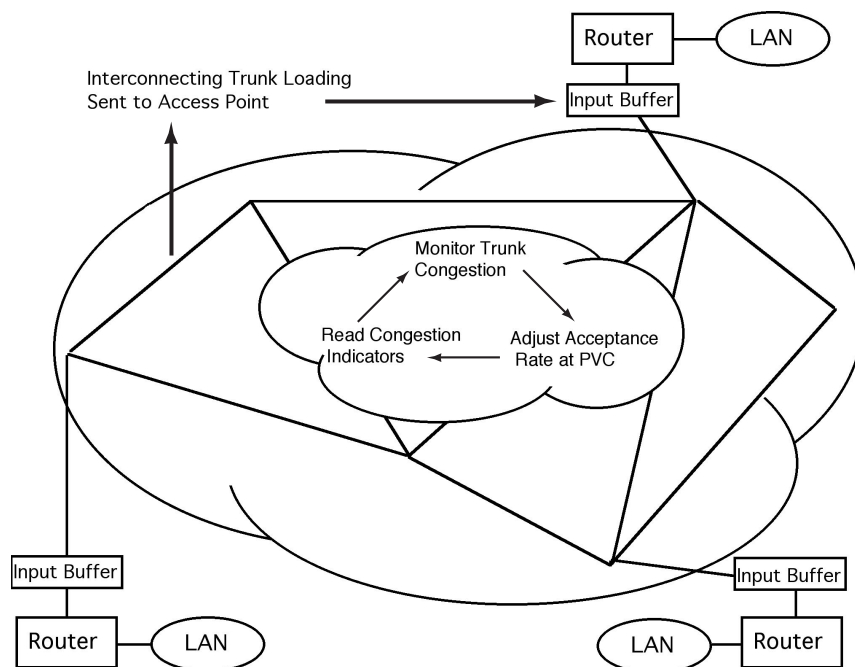 Router
LAN
Interconnecting Trunk Loading
Sent to Access Point
Input Buffer
Monitor Trunk
Congestion
Read Congestion
Indicators
Adjust Acceptance
Rate at PVC
Input Buffer
Router
LAN
Input Buffer
LAN
Router